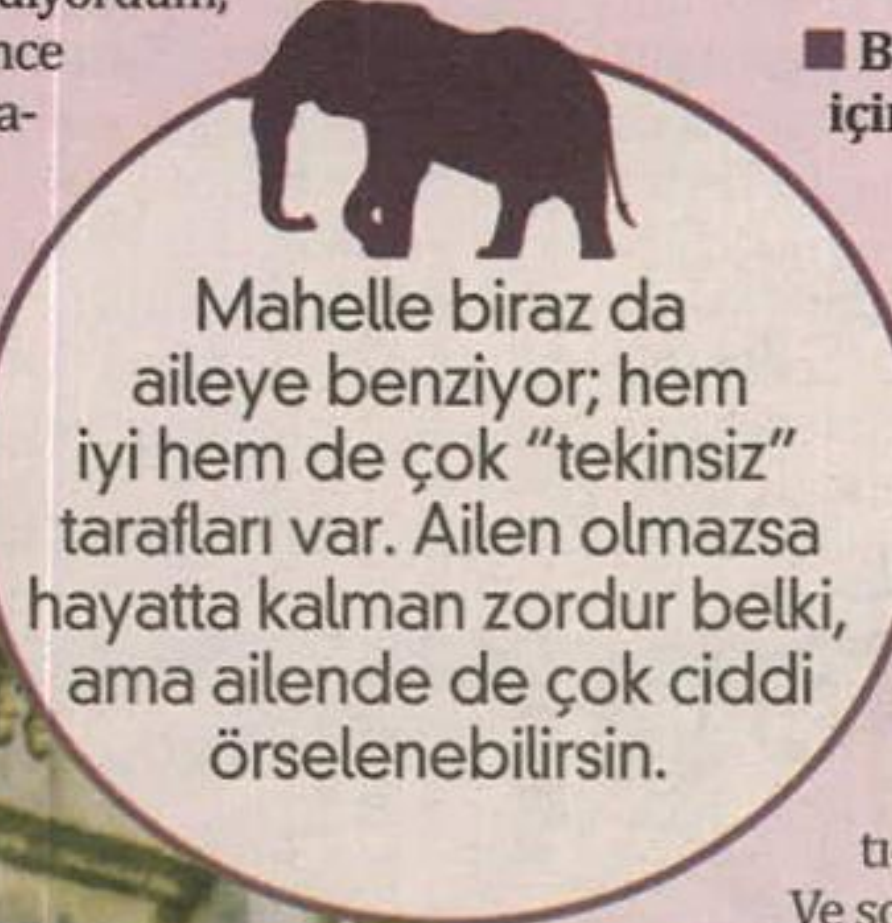 Mahelle biraz da
aileye benziyor; hem
iyi hem de çok “tekinsiz”
tarafları var. Ailen olmazsa
hayatta kalman zordur belki,
ama ailende de çok ciddi
örselenebilirsin.